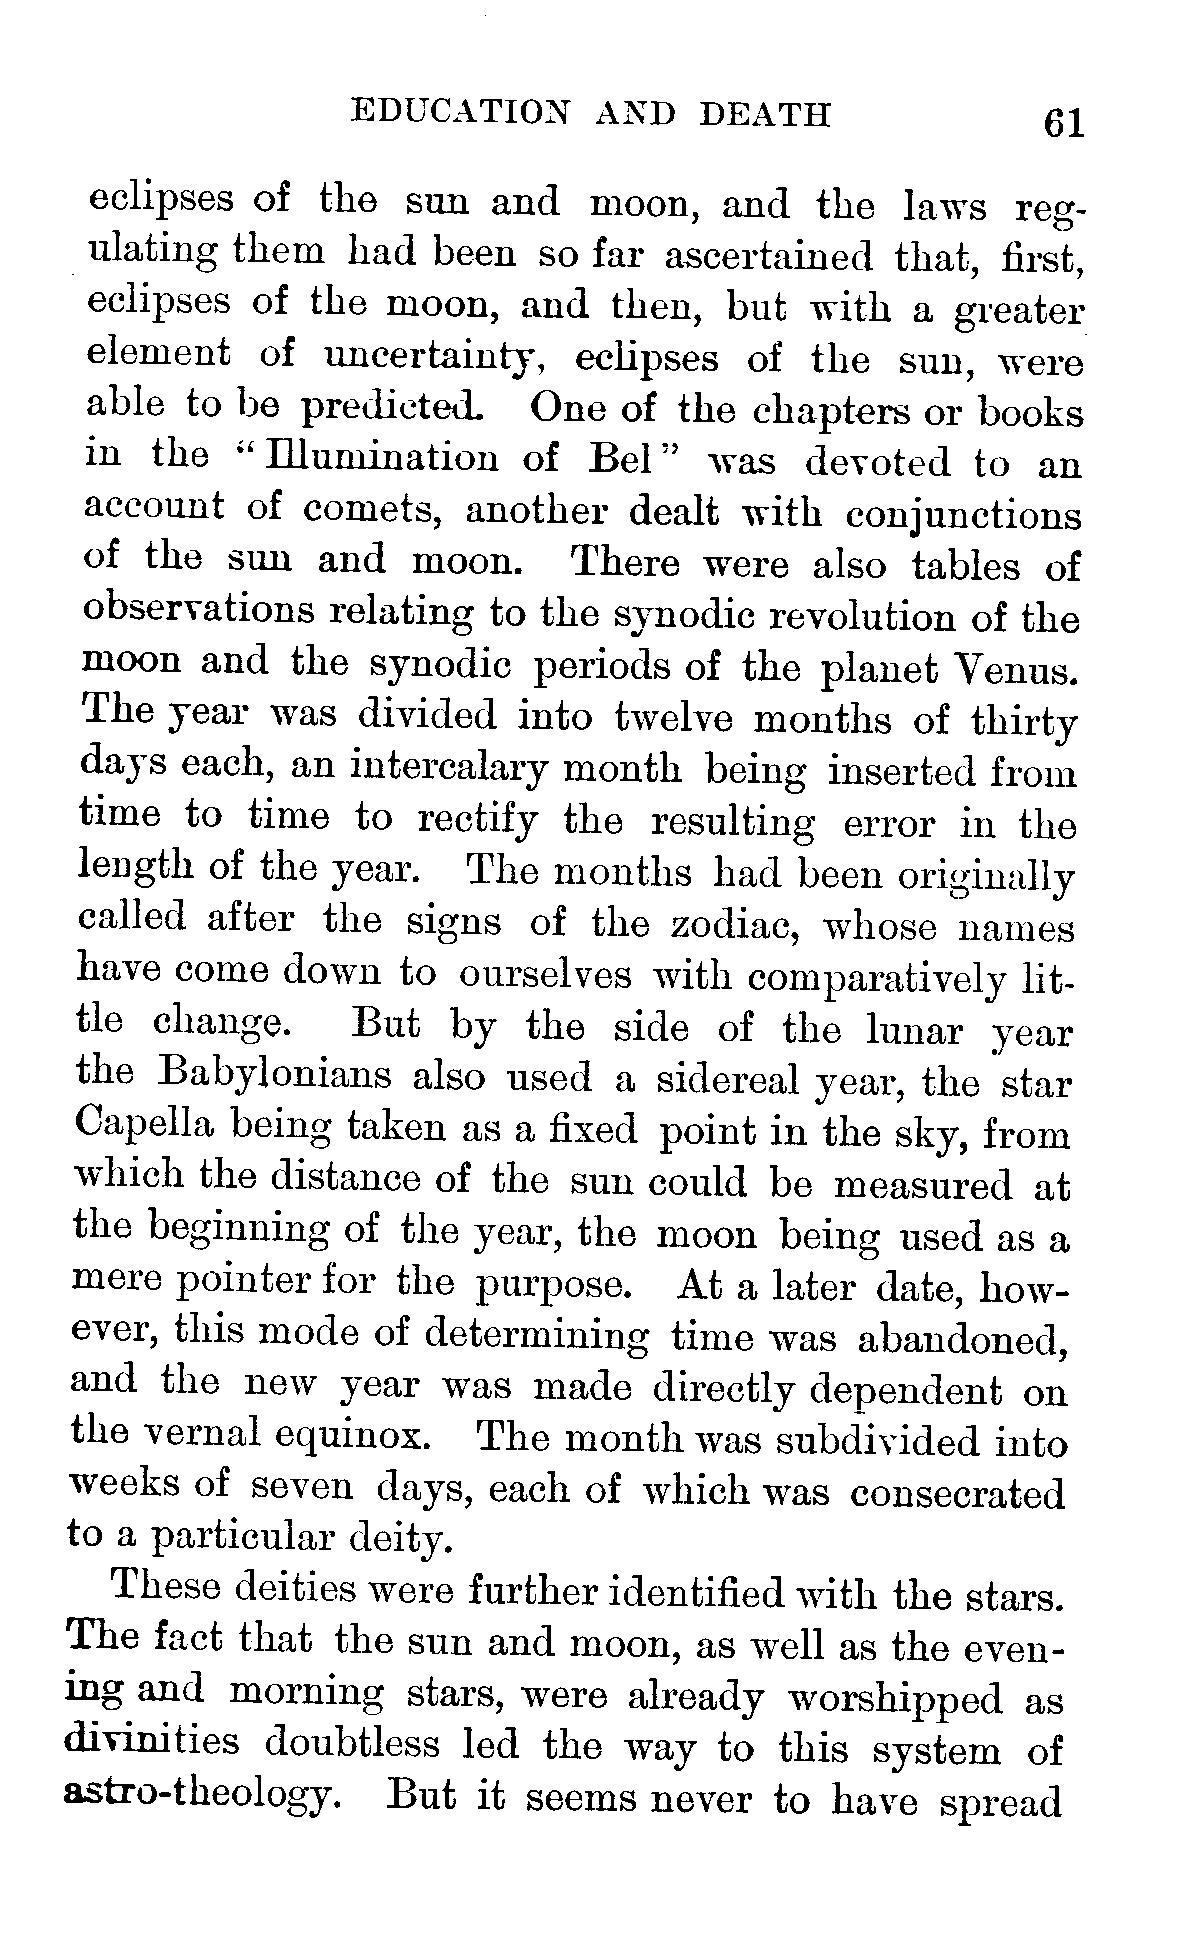 EDUCATION AND DEATH 61
eclipses of the sun and moon, and the laws reg-
ulating them had been so far ascertained that, first,
eclipses of the moon, and then, but with a greater
element of uncertainty, eclipses of the sun, were
able to be predicted. One of the chapters or books
in the “Illumination of Bel” was devoted to an
account of comets, another dealt with conjunctions
of the sun and moon. There were also tables of
observations relating to the synodic revolution of the
moon and the synodic periods of the planet Venus.
The year was divided into twelve months of thirty
days each, an intercalary month being inserted from
time to time to rectify the resulting error in the
length of the year. The months had been originally
called after the signs of the zodiac, whose names
have come down to ourselves with comparatively lit-
tle change. But by the side of the lunar year
the Babylonians also used a sidereal year, the star
Capella being taken as a fixed point in the sky, from
which the distance of the sun could be measured at
the beginning of the year, the moon being used as a
mere pointer for the purpose. At a later date, how-
ever, this mode of determining time was abandoned,
and the new year was made directly dependent on
the vernal equinox. The month was subdivided into
weeks of seven days, each of which was consecrated
to a particular deity.
These deities were further identified with the stars.
The fact that the sun and moon, as well as the even-
ing and morning stars, were already worshipped as
divinities doubtless led the way to this system of
astro-theology. But it seems never to have spread